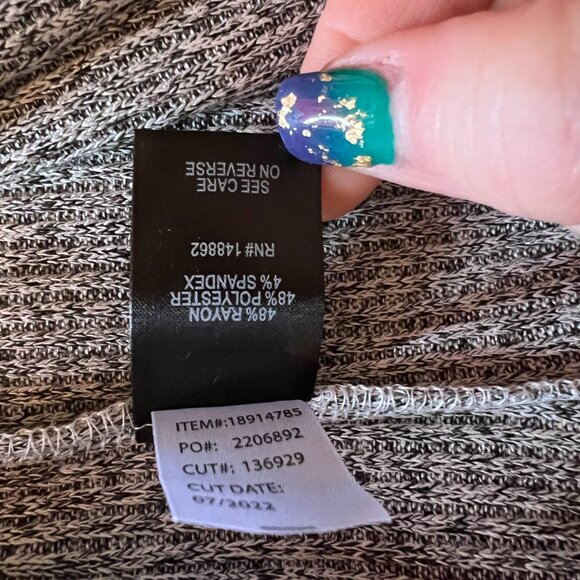 48% RAYON
48% POLYESTER
4% SPANDEX
RN# 148862
SEE CARE
ON REVERSE
ITEM#:18914785
PO#: 2206892
CUT#: 136929
CUT DATE:
07/2022